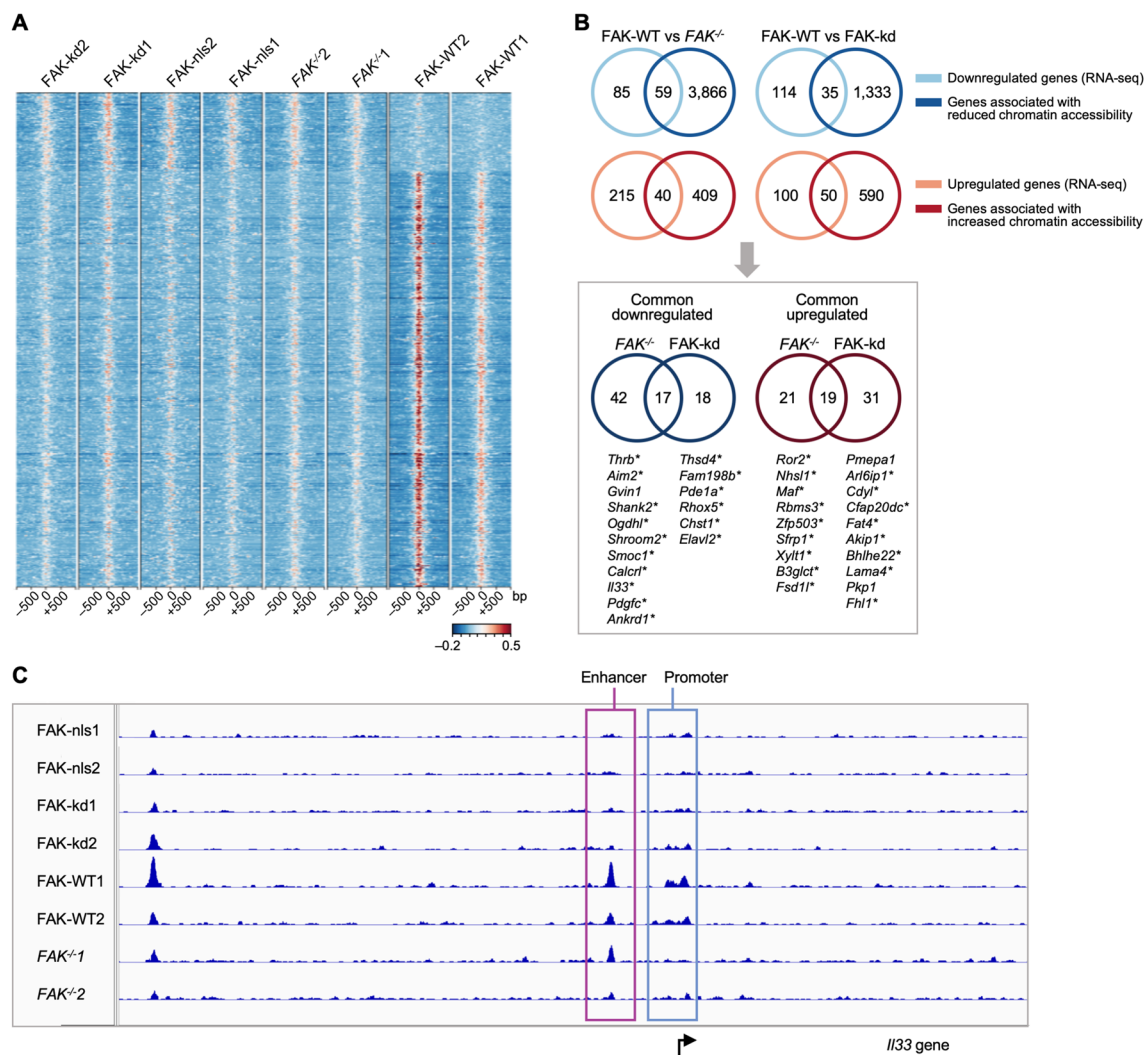 A
FAK-kd2
FAK-kd1
FAK-nls2
FAK-nls1
FAK-/-2
FAK-/-1
FAK-WT2
FAK-WT1
–500 0 +500
–500 0 +500
–500 0 +500
–500 0 +500
–500 0 +500
–500 0 +500
–500 0 +500
–500 0 +500
bp
–0.2 0.5
B
FAK-WT vs FAK-/- FAK-WT vs FAK-kd
85 59 3,866 114 35 1,333
Downregulated genes (RNA-seq)
Genes associated with
reduced chromatin accessibility
215 40 409 100 50 590
Upregulated genes (RNA-seq)
Genes associated with
increased chromatin accessibility
Common
downregulated
FAK-/- FAK-kd
42 17 18
Thrb* Thsd4*
Aim2* Fam198b*
Gvin1 Pde1a*
Shank2* Rhox5*
Ogdhl* Chst1*
Shroom2* Elavl2*
Smoc1*
Calcrl*
Il33*
Pdgfc*
Ankrd1*
Common
upregulated
FAK-/- FAK-kd
21 19 31
Ror2* Pmepa1
Nhsl1* Arl6ip1*
Maf* Cdyl*
Rbms3* Cfap20dc*
Zfp503* Fat4*
Sfrp1* Akip1*
Xylt1* Bhlhe22*
B3glct* Lama4*
Fsd1l* Pkp1
Fhl1*
C
Enhancer Promoter
FAK-nls1
FAK-nls2
FAK-kd1
FAK-kd2
FAK-WT1
FAK-WT2
FAK-/-1
FAK-/-2
Il33 gene